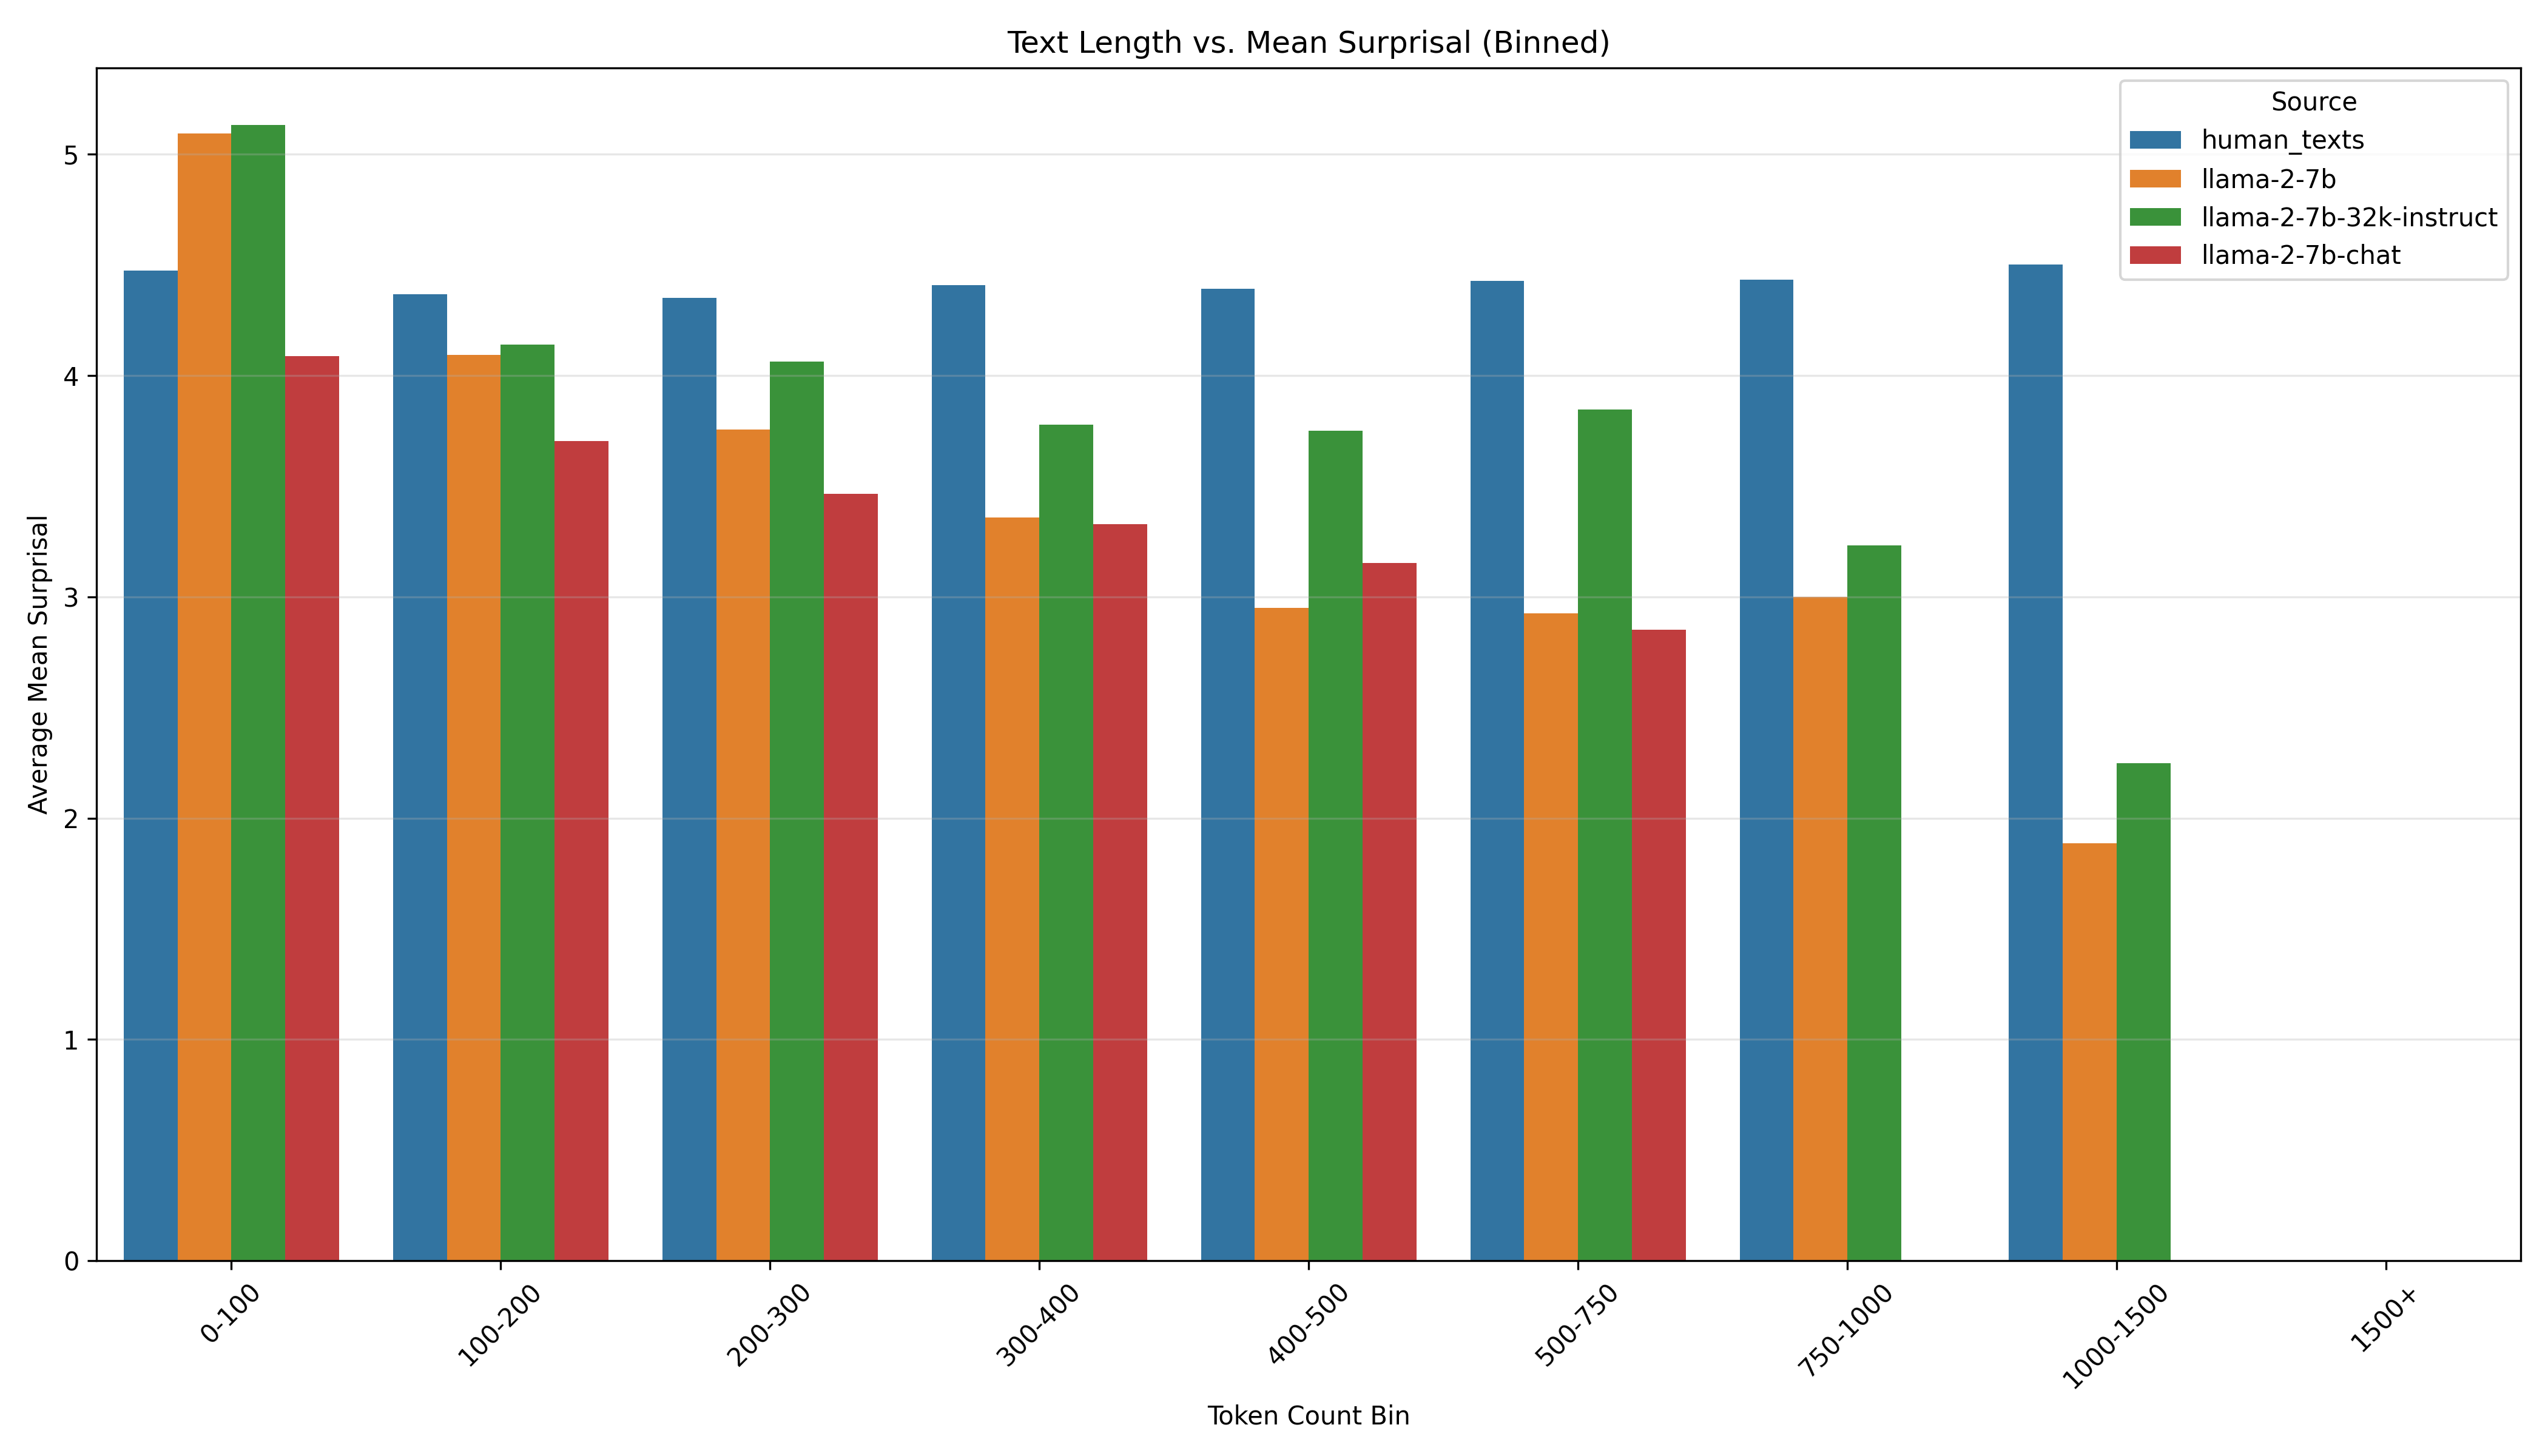 Text Length vs. Mean Surprisal (Binned)
Source
human_texts
llama-2-7b
llama-2-7b-32k-instruct
llama-2-7b-chat
Average Mean Surprisal
5
4
3
2
1
0
0-100
100-200
200-300
300-400
400-500
500-750
750-1000
1000-1500
1500+
Token Count Bin